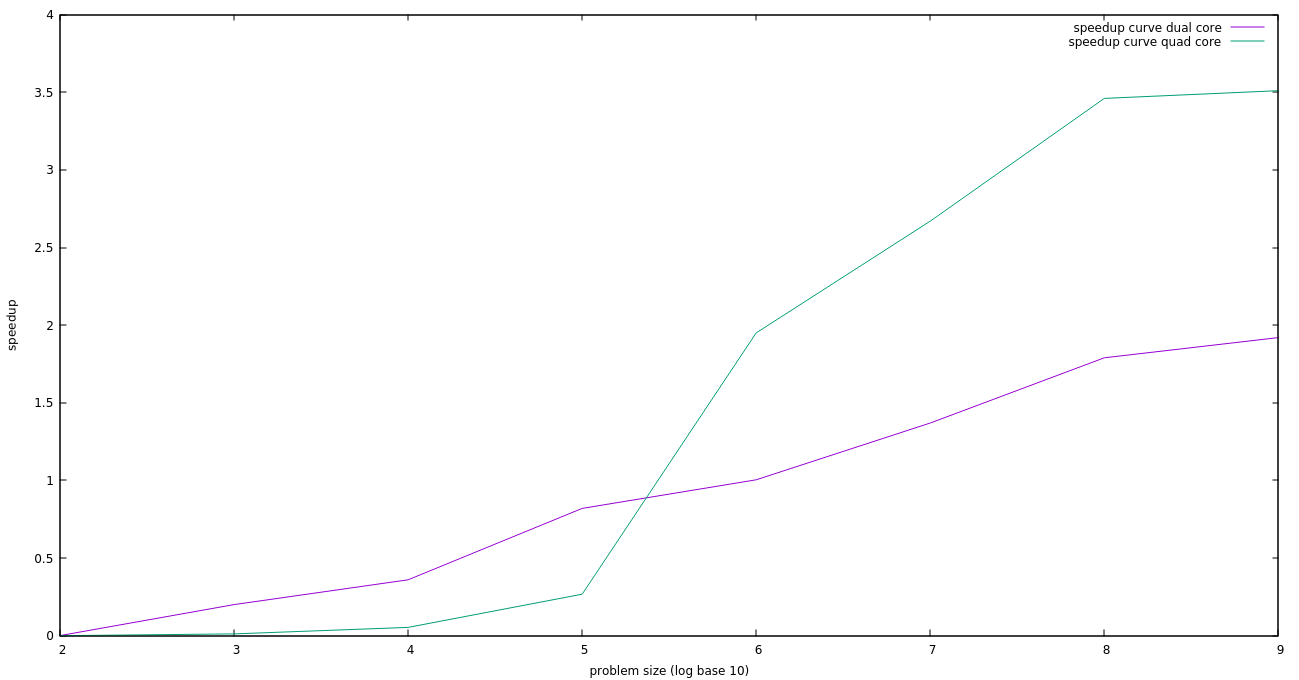 4
speedup curve dual core
speedup curve quad core
3.5
3
2.5
2
1.5
1
0.5
0
speedup
2 3 4 5 6 7 8 9
problem size (log base 10)